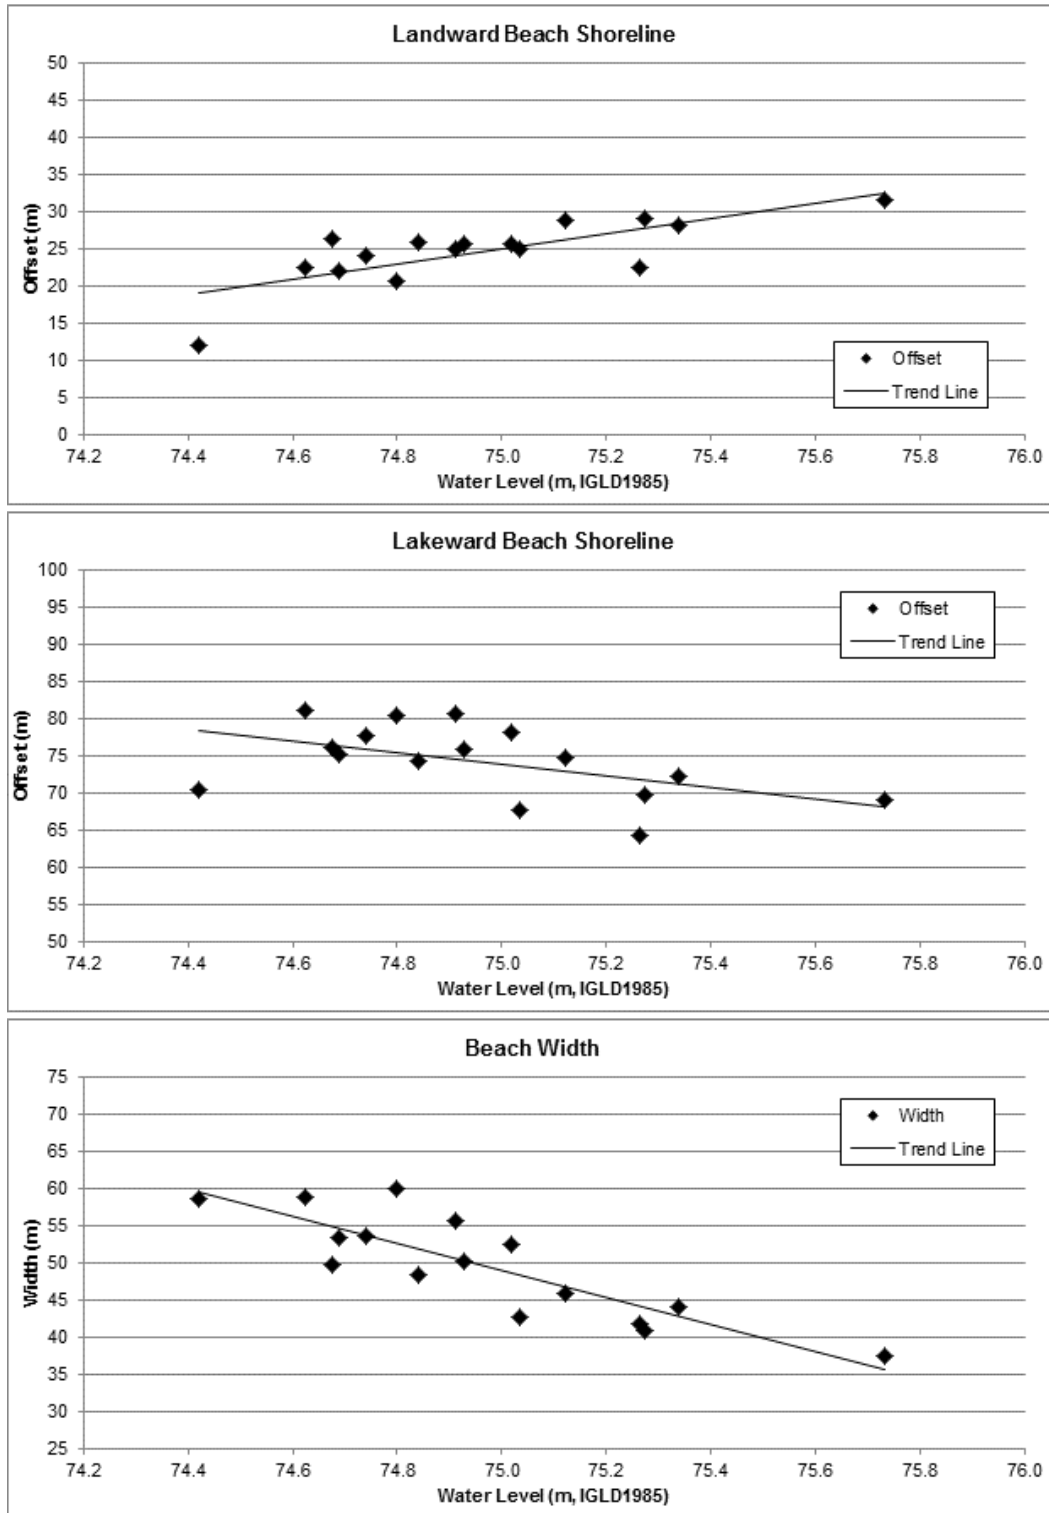 Landward Beach Shoreline
50
45
40
35
30
25
20
15
10
5
0
Offset (m)
Offset
Trend Line
74.2 74.4 74.6 74.8 75.0 75.2 75.4 75.6 75.8 76.0
Water Level (m, IGLD1985)
Lakeward Beach Shoreline
100
95
90
85
80
75
70
65
60
55
50
Offset (m)
Offset
Trend Line
74.2 74.4 74.6 74.8 75.0 75.2 75.4 75.6 75.8 76.0
Water Level (m, IGLD1985)
Beach Width
75
70
65
60
55
50
45
40
35
30
25
Width (m)
Width
Trend Line
74.2 74.4 74.6 74.8 75.0 75.2 75.4 75.6 75.8 76.0
Water Level (m, IGLD1985)